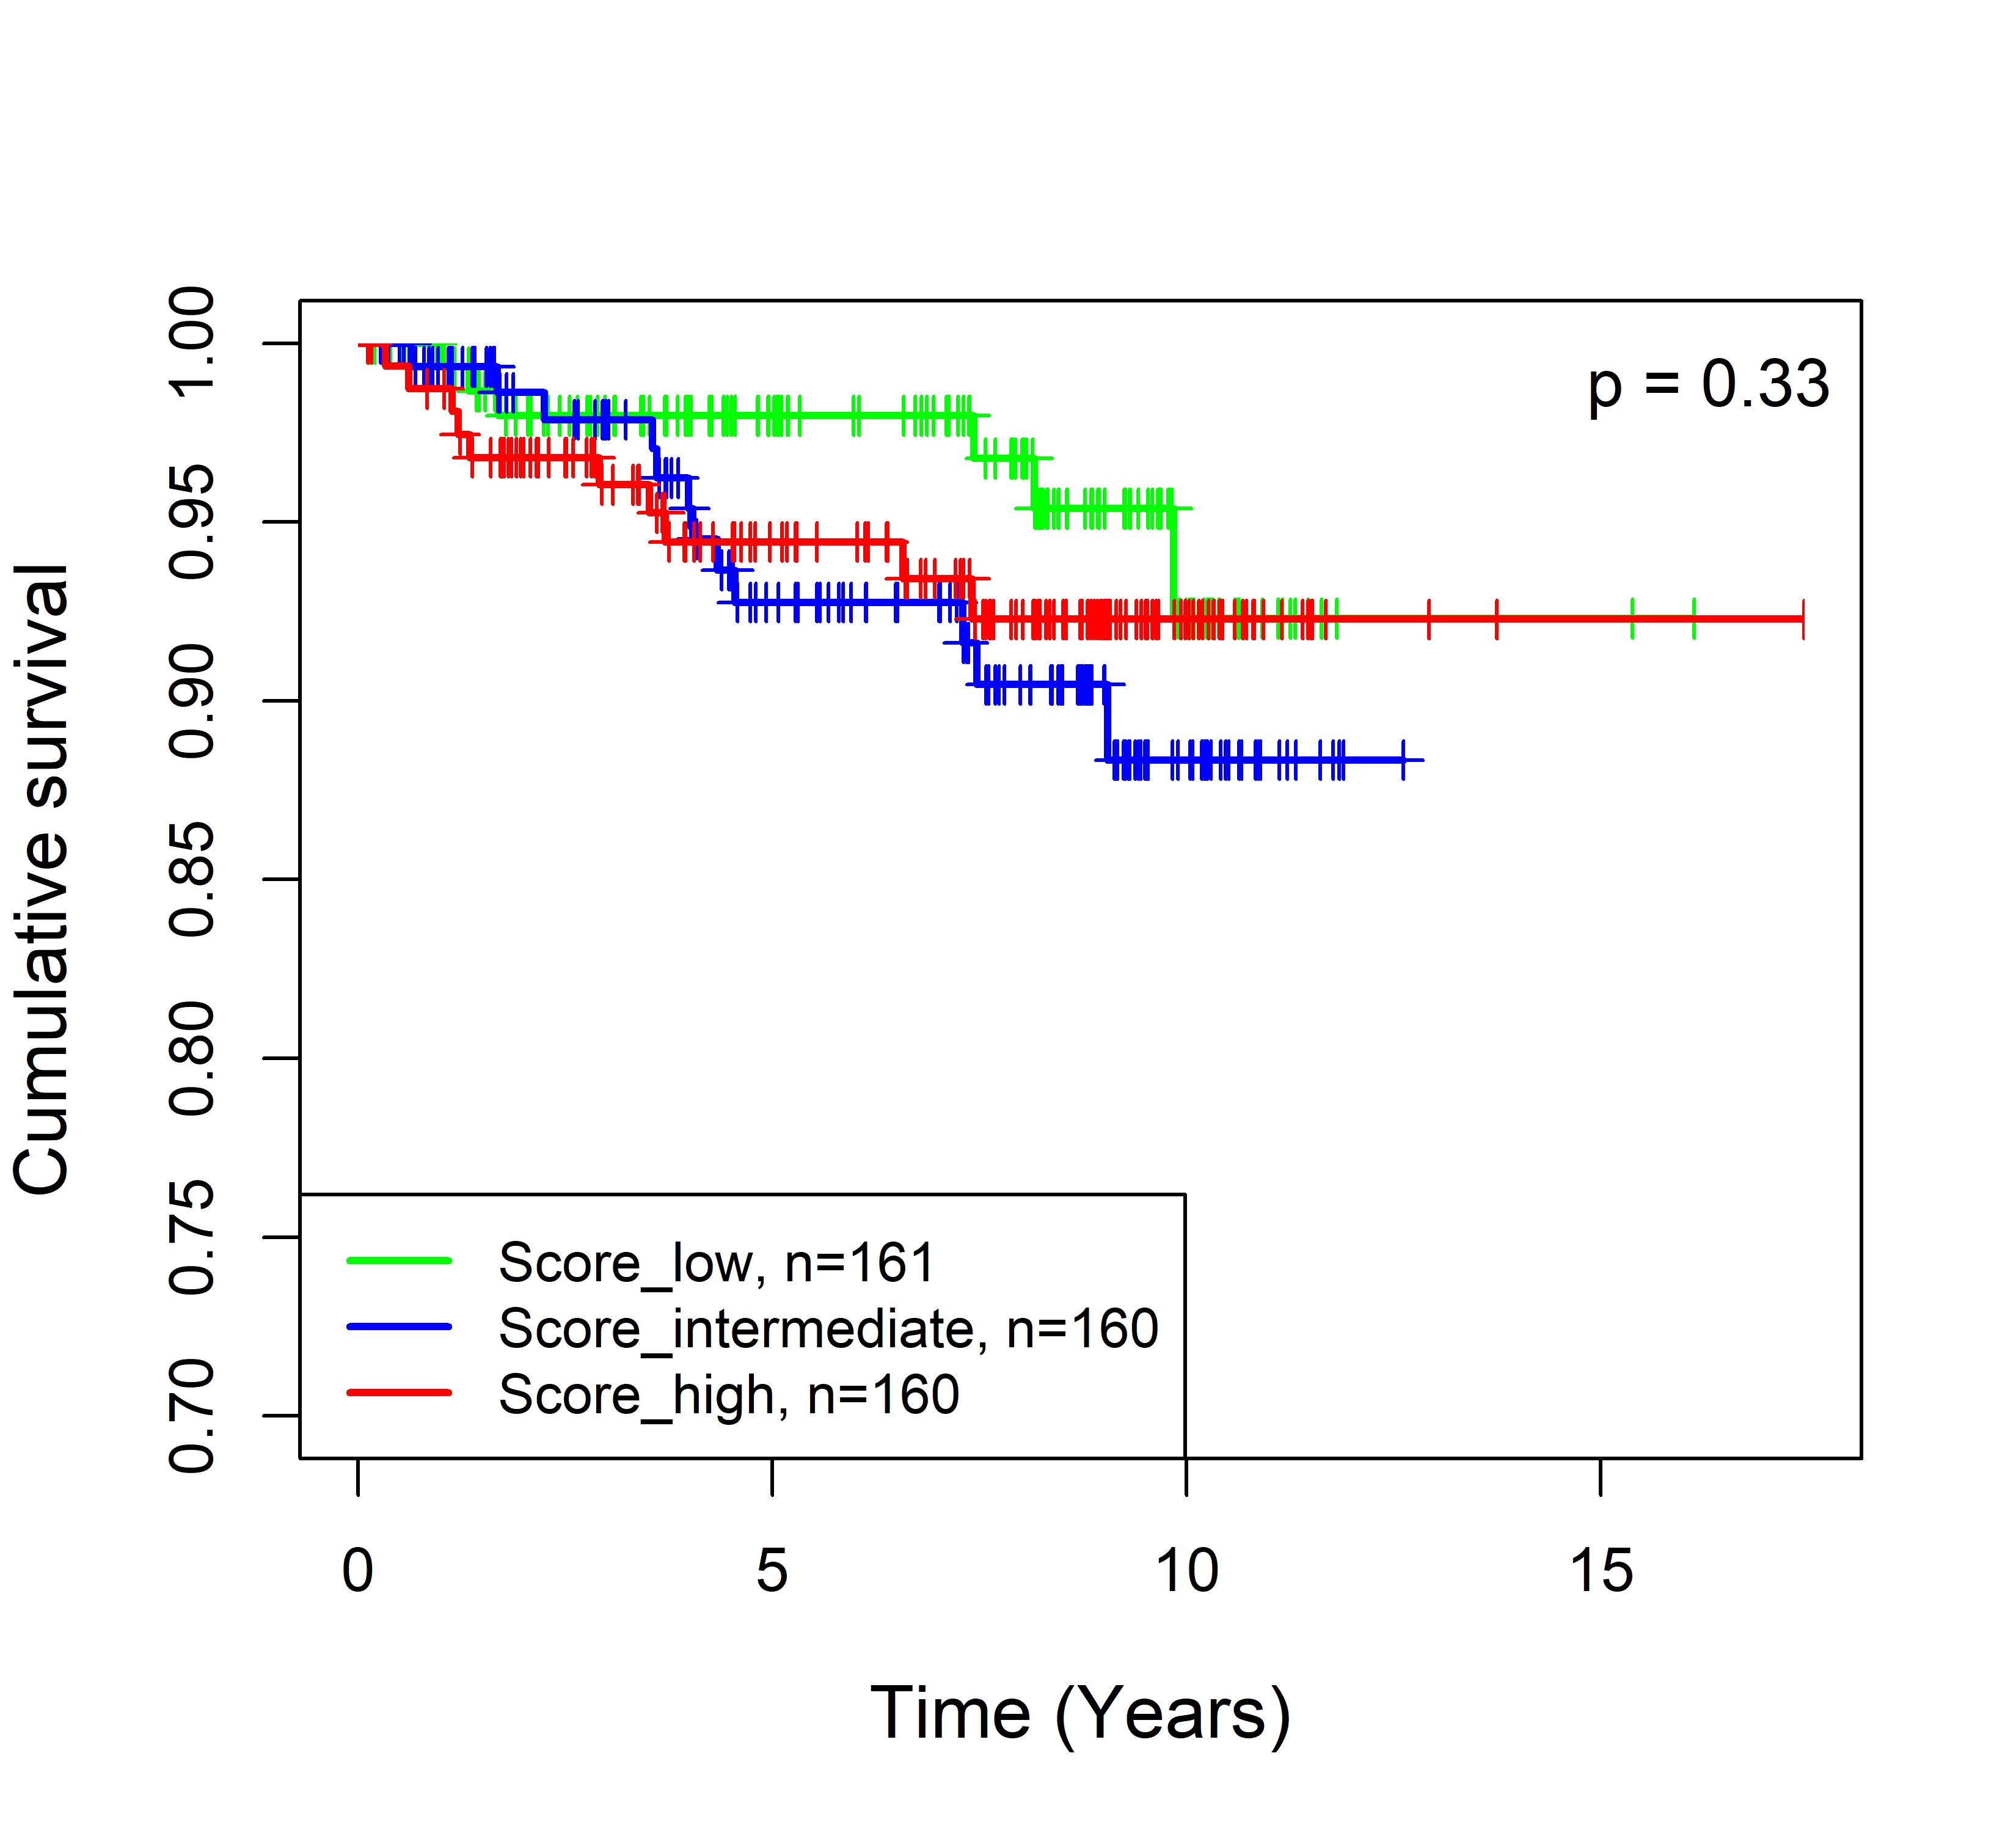 p = 0.33
Cumulative survival
1.00
0.95
0.90
0.85
0.80
0.75
0.70
Score_low, n=161
Score_intermediate, n=160
Score_high, n=160
0 5 10 15
Time (Years)